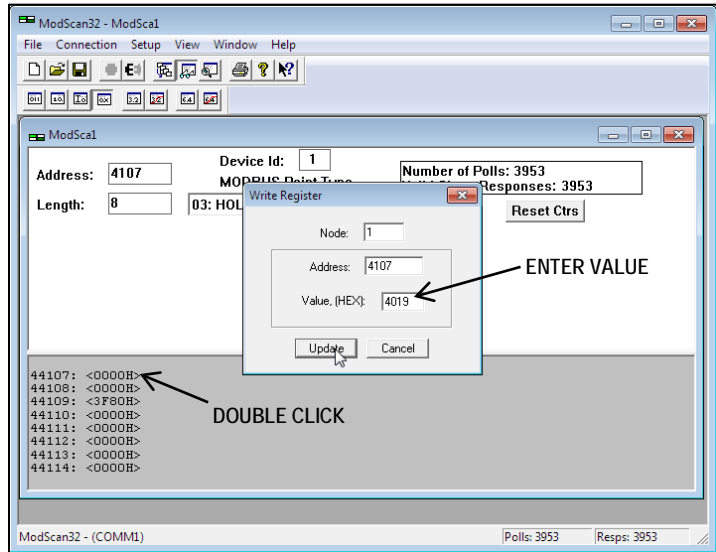 ModScan32 - ModSca1
File Connection Setup View Window Help
ModSca1
Address: 4107
Device Id: 1
MODBUS Point Type
Number of Polls: 3953
Responses: 3953
Length: 8
03: HOL
Reset Ctrs
Write Register
Node: 1
Address: 4107
Value, (HEX): 4019
Update Cancel
ENTER VALUE
44107: <0000H>
44108: <0000H>
44109: <3F80H>
44110: <0000H>
44111: <0000H>
44112: <0000H>
44113: <0000H>
44114: <0000H>
DOUBLE CLICK
ModScan32 - (COMM1)
Polls: 3953
Resps: 3953